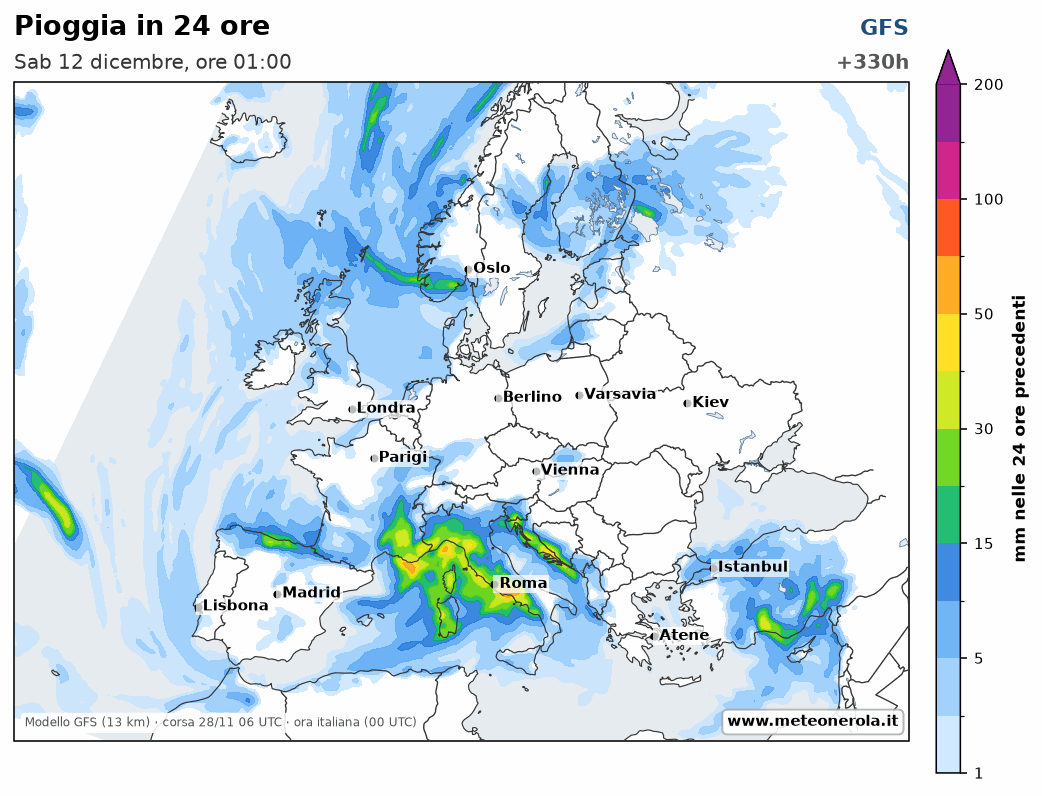 Pioggia in 24 ore
GFS
Sab 12 dicembre, ore 01:00
+330h
200
100
50
30
15
5
1
mm nelle 24 ore precedenti
Oslo
Berlino
Varsavia
Kiev
Londra
Parigi
Vienna
Istanbul
Roma
Madrid
Lisbona
Atene
Modello GFS (13 km) · corsa 28/11 06 UTC · ora italiana (00 UTC)
www.meteonerola.it